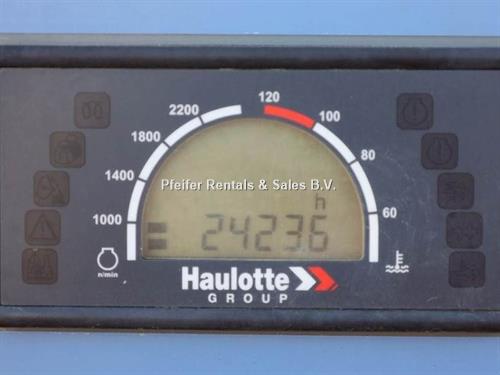 2200
120
1800
100
1400
80
Pfeifer Rentals & Sales B.V.
h
1000
60
24236
n/min
Haulotte
GROUP